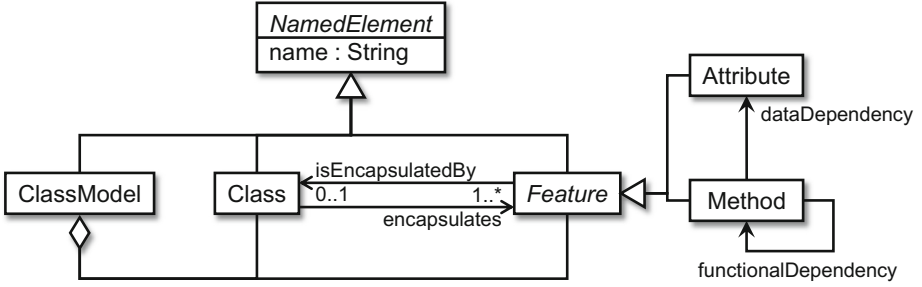 NamedElement
name : String
Attribute
dataDependency
isEncapsulatedBy
ClassModel
Class
0..1
1..*
Feature
Method
encapsulates
functionalDependency